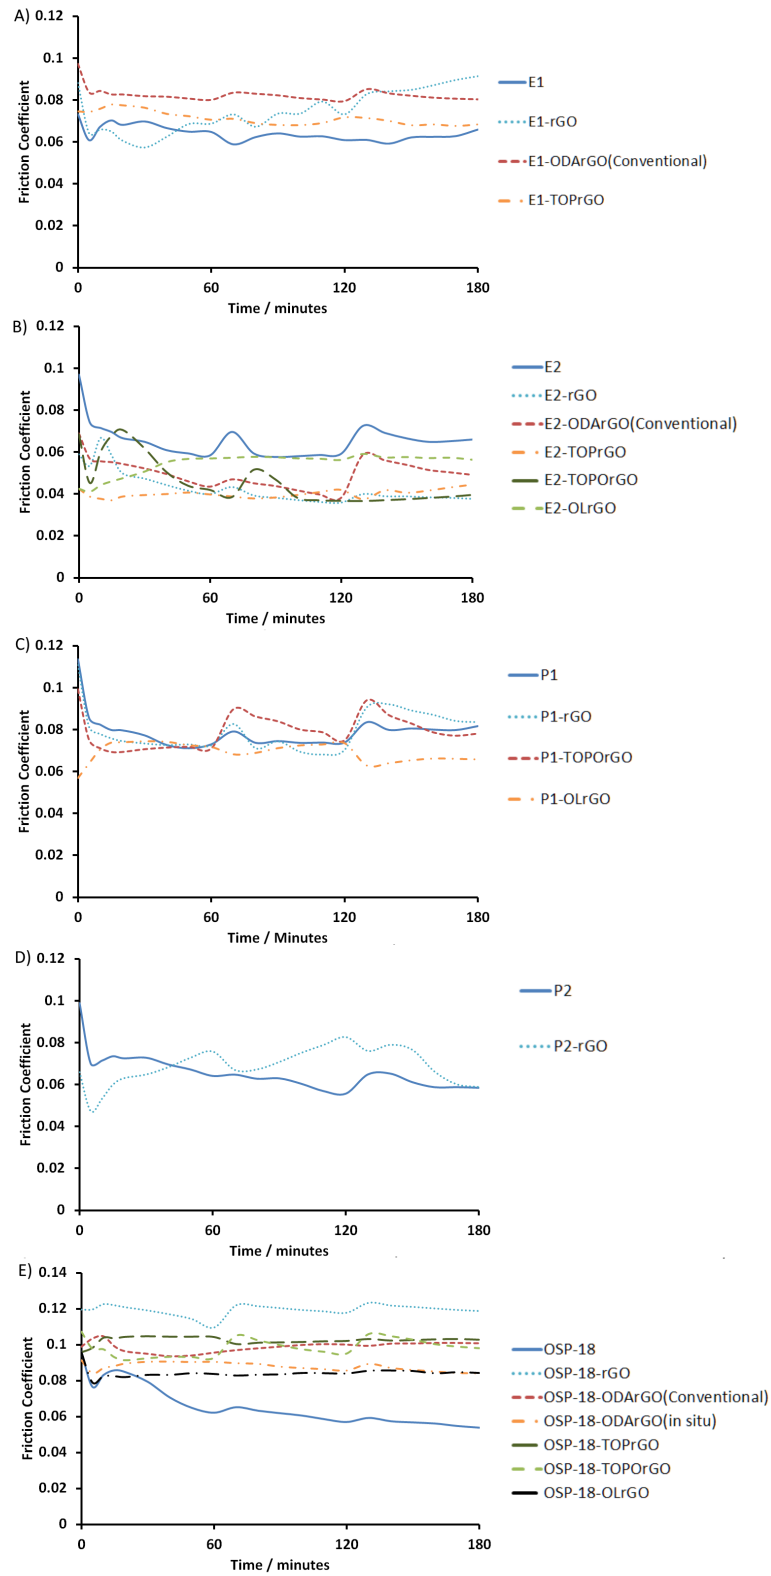 A)
0.12
0.1
0.08
0.06
0.04
0.02
0
Friction Coefficient
0 60 120 180
Time / minutes
E1
E1-rGO
E1-ODArGO(Conventional)
E1-TOPrGO
B)
0.12
0.1
0.08
0.06
0.04
0.02
0
Friction Coefficient
0 60 120 180
Time / minutes
E2
E2-rGO
E2-ODArGO(Conventional)
E2-TOPrGO
E2-TOPOrGO
E2-OLrGO
C)
0.12
0.1
0.08
0.06
0.04
0.02
0
Friction Coefficient
0 60 120 180
Time / Minutes
P1
P1-rGO
P1-TOPOrGO
P1-OLrGO
D)
0.12
0.1
0.08
0.06
0.04
0.02
0
Friction Coefficient
0 60 120 180
Time / minutes
P2
P2-rGO
E)
0.14
0.12
0.1
0.08
0.06
0.04
0.02
0
Friction Coefficient
0 60 120 180
Time / minutes
OSP-18
OSP-18-rGO
OSP-18-ODArGO(Conventional)
OSP-18-ODArGO(in situ)
OSP-18-TOPrGO
OSP-18-TOPOrGO
OSP-18-OLrGO